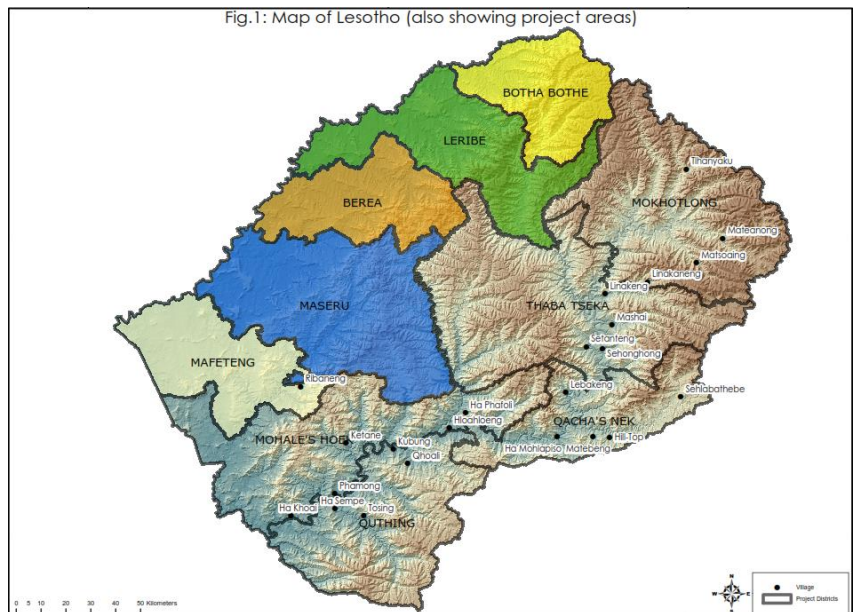 Fig.1: Map of Lesotho (also showing project areas)
BOTHA BOTHE
LERIBE
Tlhanyaku
BEREA
MOKHOTLONG
Mateanong
Matsoaing
Linakaneng
Linakeng
MASERU
THABA TSEKA
Mashai
Setanteng
Sehonghong
MAFETENG
Ribaneng
Lebakeng
Sehlabathebe
Ha Phafoli
Hloahloeng
QACHA'S NEK
MOHALE'S HOE
Ketane
Kubung
Ha Mohlapiso
Matebeng
Hill-Top
Qhoali
Phamong
Ha Sempe
Ha Khoai
Tosing
QUTHING
N
W
E
S
Village
Project Districts
0 5 10 20 30 40 50 Kilometers